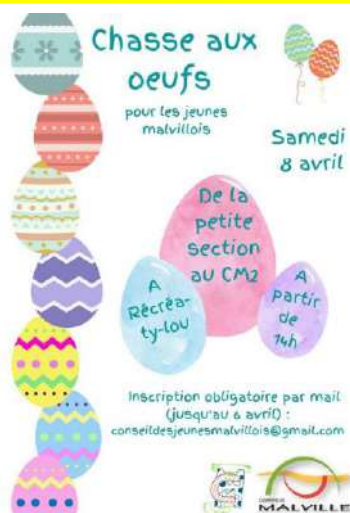 Chasse aux
oeufs
pour les jeunes
malvillois
Samedi
8 avril
De la
petite
section
au CM2
A
Récréa-
ty-lou
A
partir
de
14h
Inscription obligatoire par mail
(jusqu'au 6 avril) :
conseildesjeunesmalvillois@gmail.com
MALVILLE